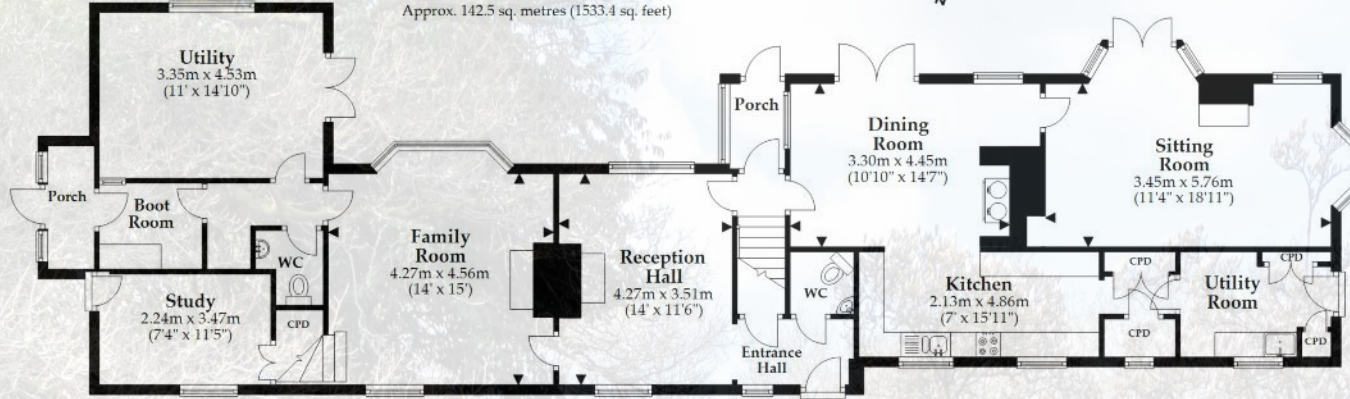 Approx. 142.5 sq. metres (1533.4 sq. feet)
N
Utility
3.35m x 4.53m
(11' x 14'10")
Porch
Boot
Room
WC
Study
2.24m x 3.47m
(7'4" x 11'5")
CPD
Family
Room
4.27m x 4.56m
(14' x 15')
Reception
Hall
4.27m x 3.51m
(14' x 11'6")
Porch
WC
Entrance
Hall
Dining
Room
3.30m x 4.45m
(10'10" x 14'7")
Kitchen
2.13m x 4.86m
(7' x 15'11")
Sitting
Room
3.45m x 5.76m
(11'4" x 18'11")
CPD
CPD
Utility
Room
CPD
CPD